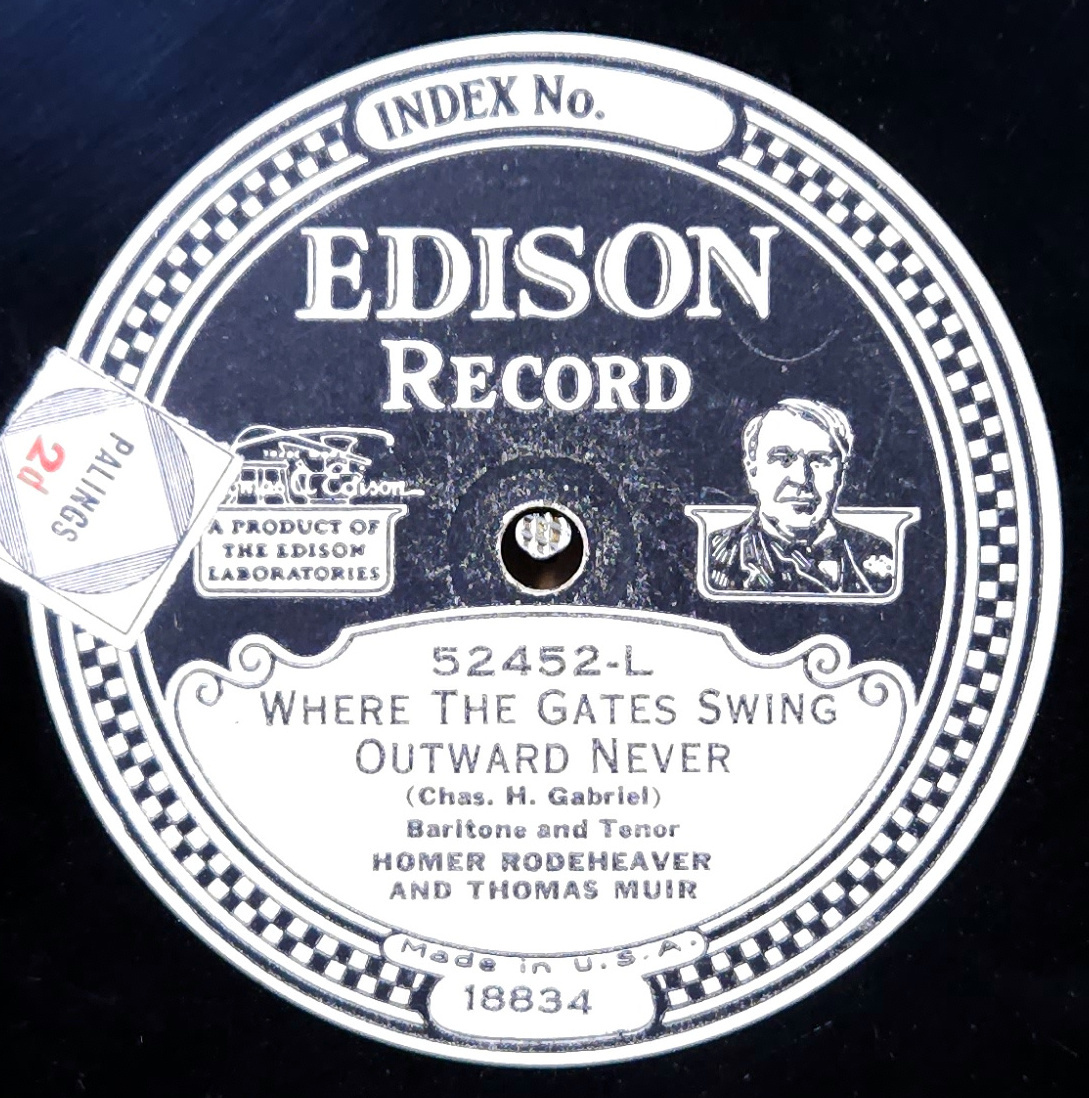 INDEX No.
EDISON
RECORD
Edison
A PRODUCT OF
THE EDISON
LABORATORIES
PALINGS
2d
52452-L
WHERE THE GATES SWING
OUTWARD NEVER
(Chas. H. Gabriel)
Baritone and Tenor
HOMER RODEHEAVER
AND THOMAS MUIR
Made in U.S.A.
18834